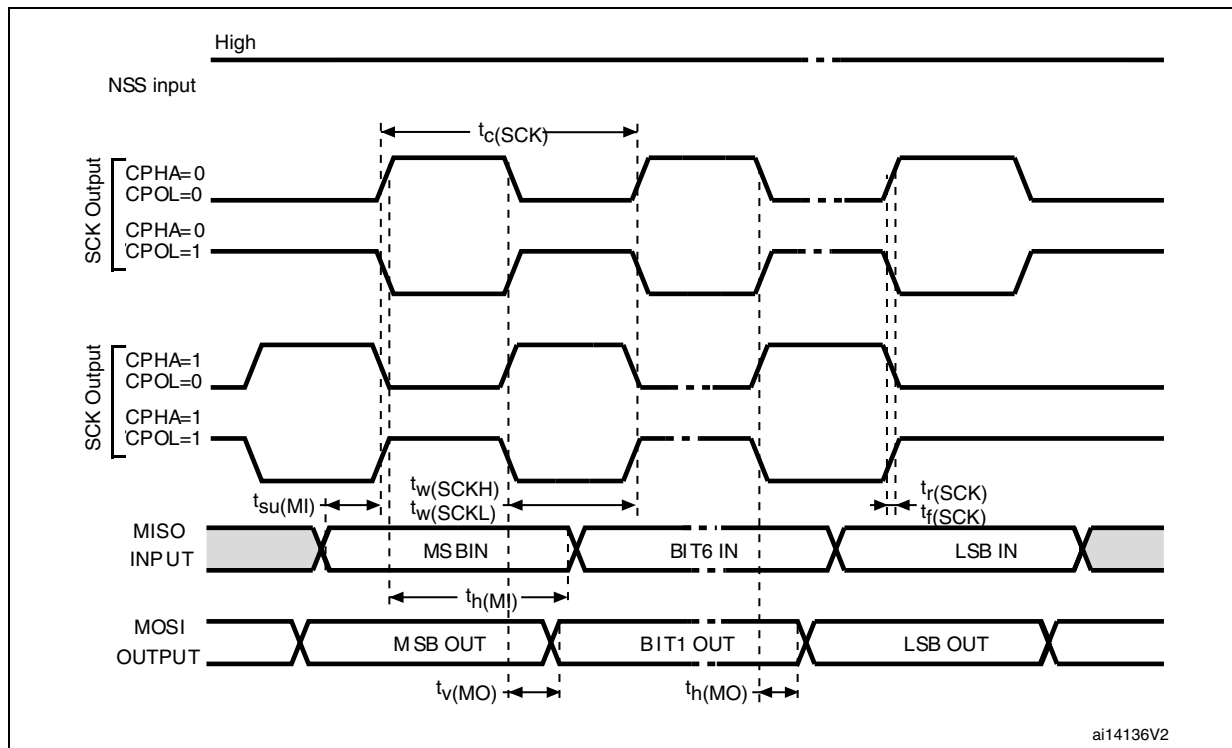 High
NSS input
tc(SCK)
SCK Output
CPHA=0
CPOL=0
CPHA=0
CPOL=1
SCK Output
CPHA=1
CPOL=0
CPHA=1
CPOL=1
tsu(MI)
tw(SCKH)
tw(SCKL)
tr(SCK)
tf(SCK)
MISO
INPUT
MSBIN
BIT6 IN
LSB IN
th(MI)
MOSI
OUTPUT
MSB OUT
BIT1 OUT
LSB OUT
tv(MO)
th(MO)
ai14136V2